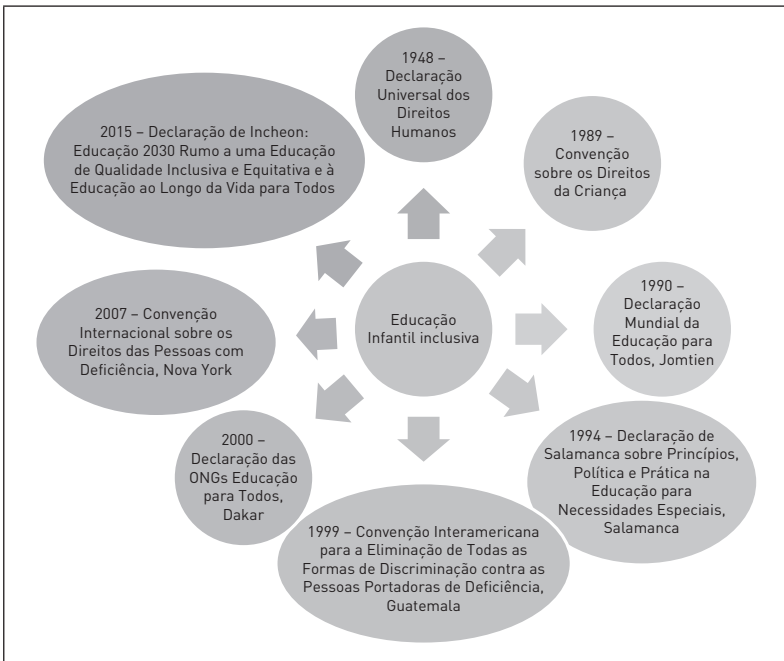 1948 –
Declaração
Universal dos
Direitos
Humanos
1989 –
Convenção
sobre os Direitos
da Criança
1990 –
Declaração
Mundial da
Educação para
Todos, Jomtien
1994 – Declaração de
Salamanca sobre Princípios,
Política e Prática na
Educação para
Necessidades Especiais,
Salamanca
1999 – Convenção Interamericana
para a Eliminação de Todas as
Formas de Discriminação contra as
Pessoas Portadoras de Deficiência,
Guatemala
2000 –
Declaração das
ONGs Educação
para Todos,
Dakar
2007 – Convenção
Internacional sobre os
Direitos das Pessoas com
Deficiência, Nova York
2015 – Declaração de Incheon:
Educação 2030 Rumo a uma Educação
de Qualidade Inclusiva e Equitativa e à
Educação ao Longo da Vida para Todos
Educação
Infantil inclusiva